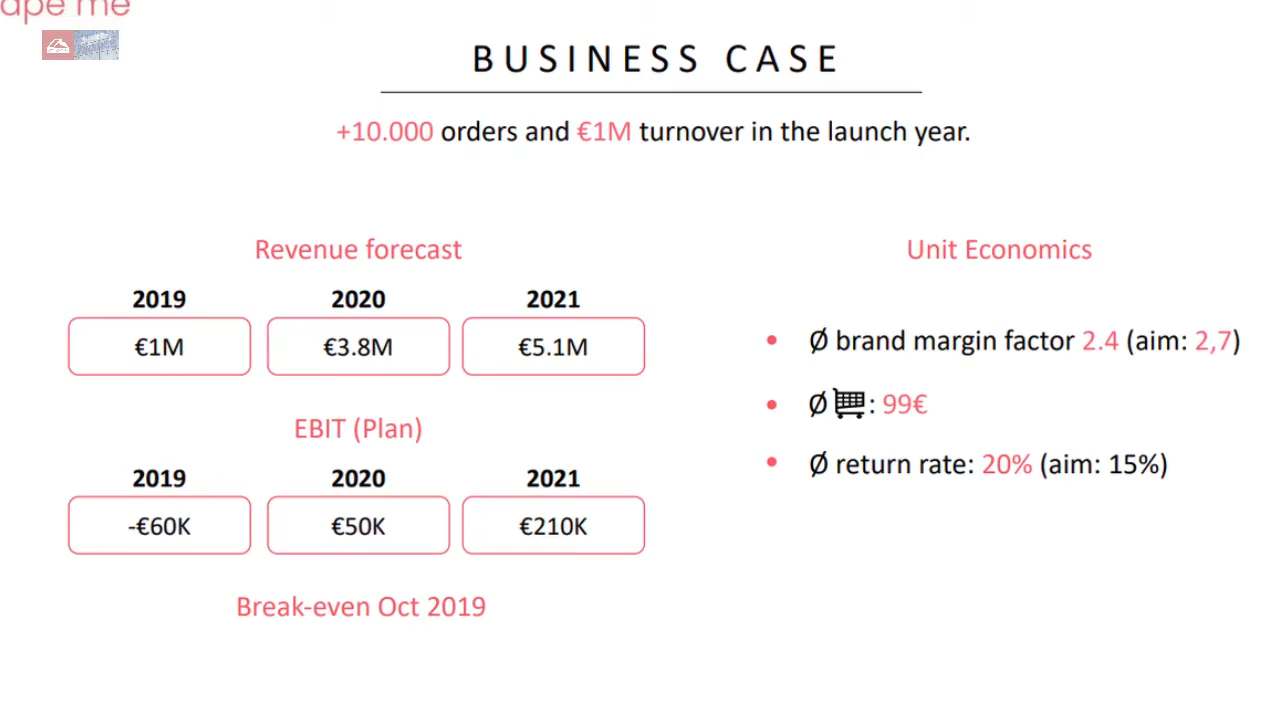 ape me
BUSINESS CASE
+10.000 orders and €1M turnover in the launch year.
Revenue forecast
2019 2020 2021
€1M €3.8M €5.1M
EBIT (Plan)
2019 2020 2021
-€60K €50K €210K
Break-even Oct 2019
Unit Economics
• Ø brand margin factor 2.4 (aim: 2,7)
• Ø : 99€
• Ø return rate: 20% (aim: 15%)